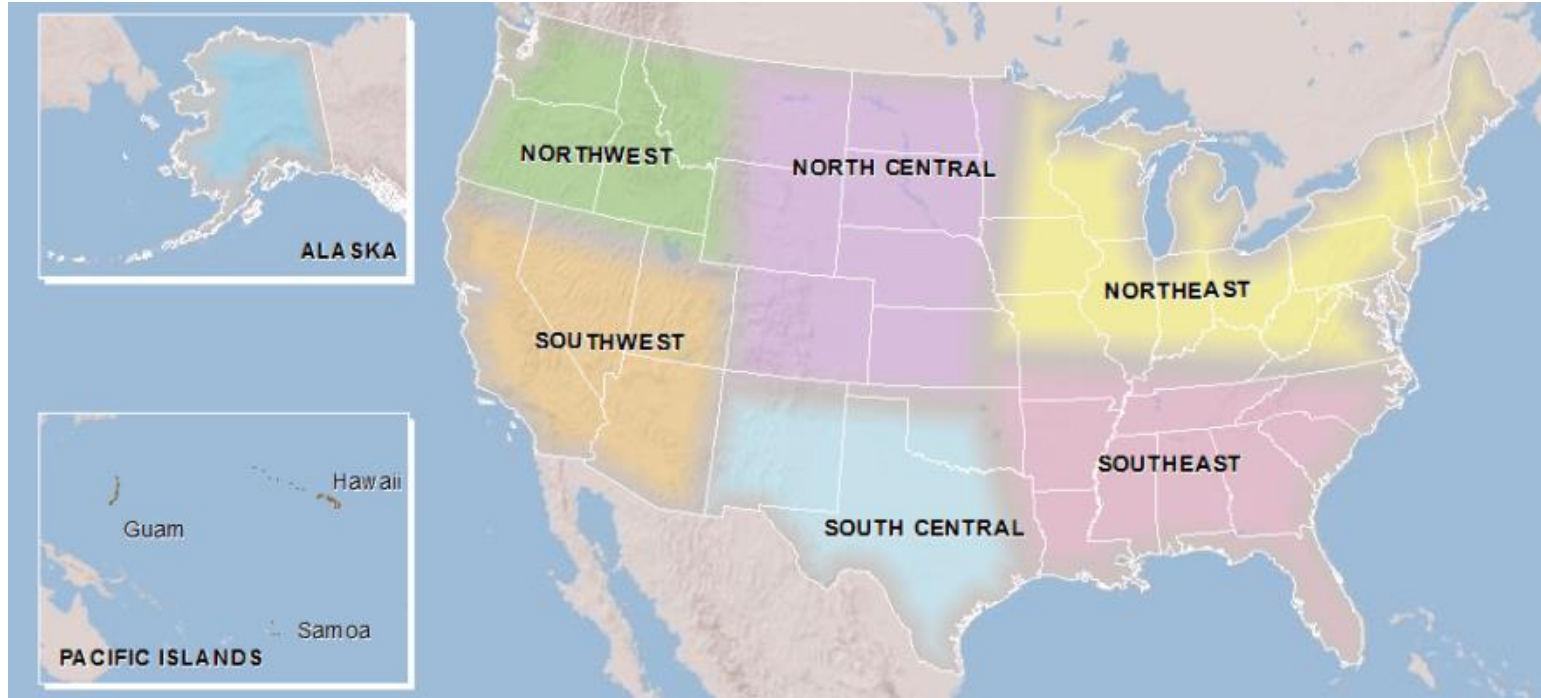 NORTHWEST
NORTH CENTRAL
ALASKA
NORTHEAST
SOUTHWEST
SOUTHEAST
Hawaii
Guam
SOUTH CENTRAL
Samoa
PACIFIC ISLANDS